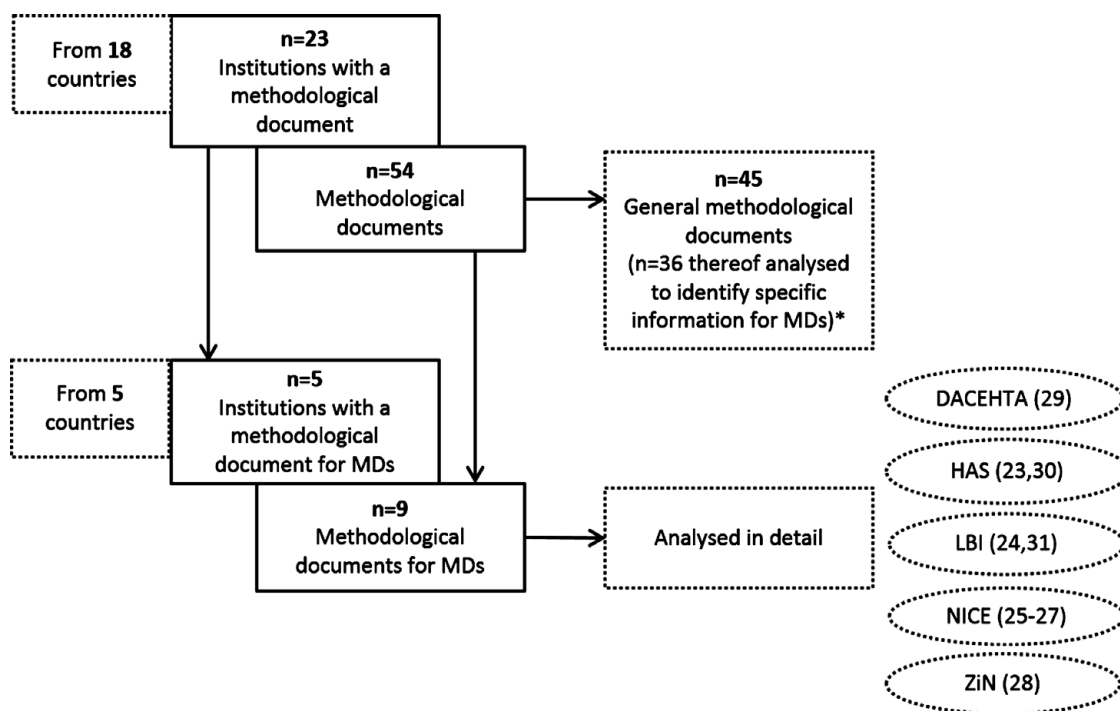 From 18
countries
n=23
Institutions with a
methodological
document
n=54
Methodological
documents
n=45
General methodological
documents
(n=36 thereof analysed
to identify specific
information for MDs)*
From 5
countries
n=5
Institutions with a
methodological
document for MDs
n=9
Methodological
documents for MDs
Analysed in detail
DACEHTA (29)
HAS (23,30)
LBI (24,31)
NICE (25-27)
ZiN (28)